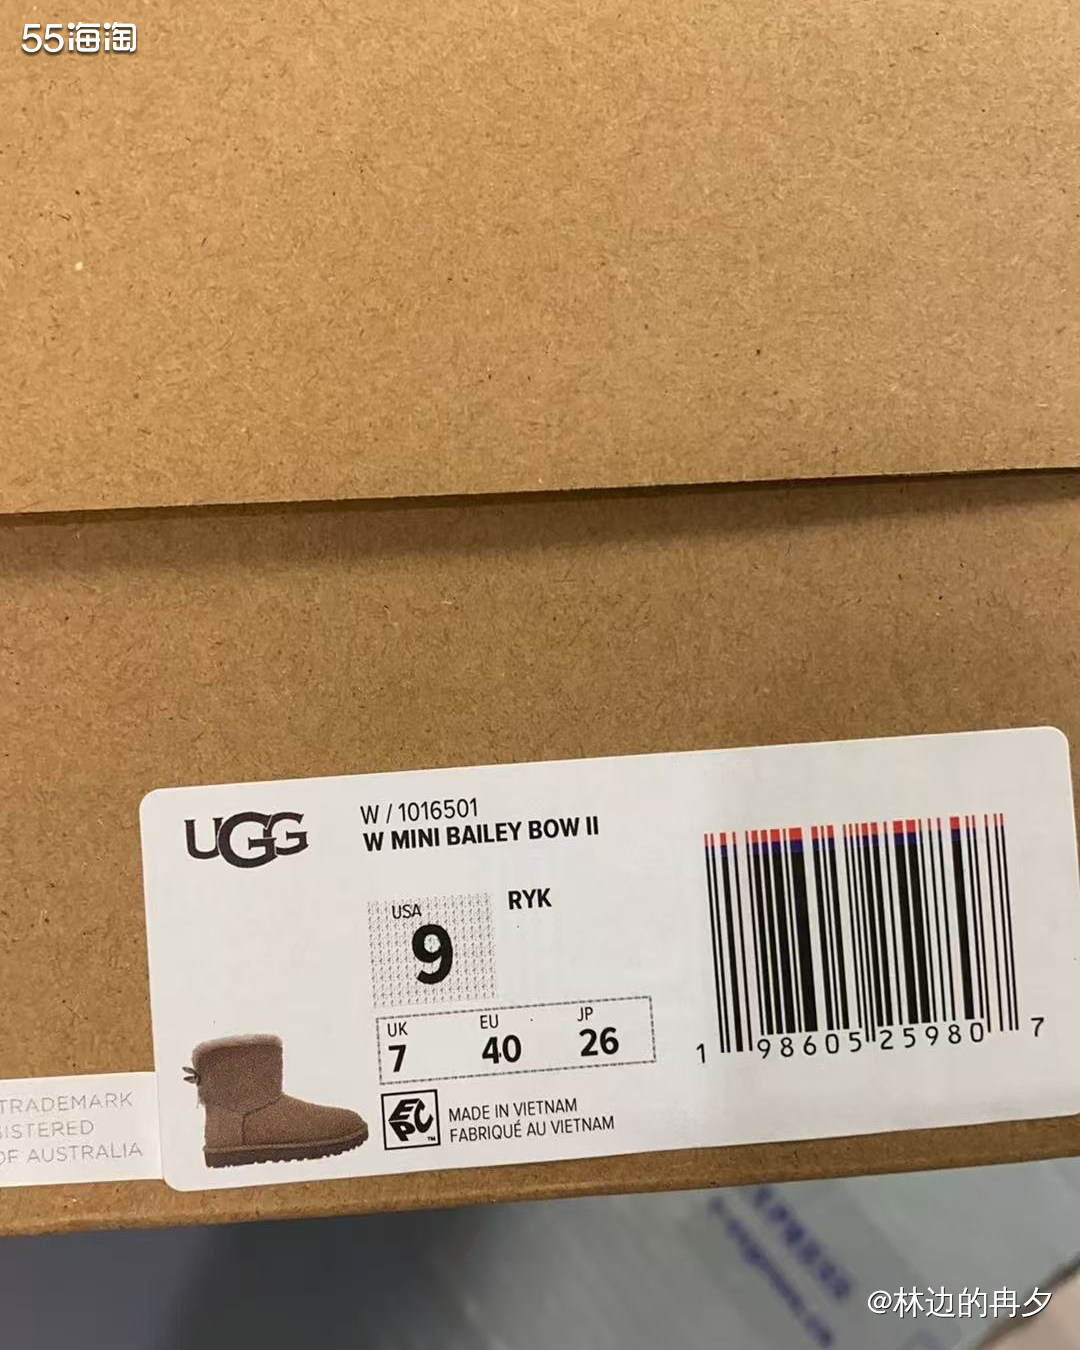 55海淘
UGG
W / 1016501
W MINI BAILEY BOW II
USA
9
RYK
UK
7
EU
40
JP
26
1 98605 25980 7
EPC TM
MADE IN VIETNAM
FABRIQUÉ AU VIETNAM
TRADEMARK
ISTERED
OF AUSTRALIA
@林边的冉夕